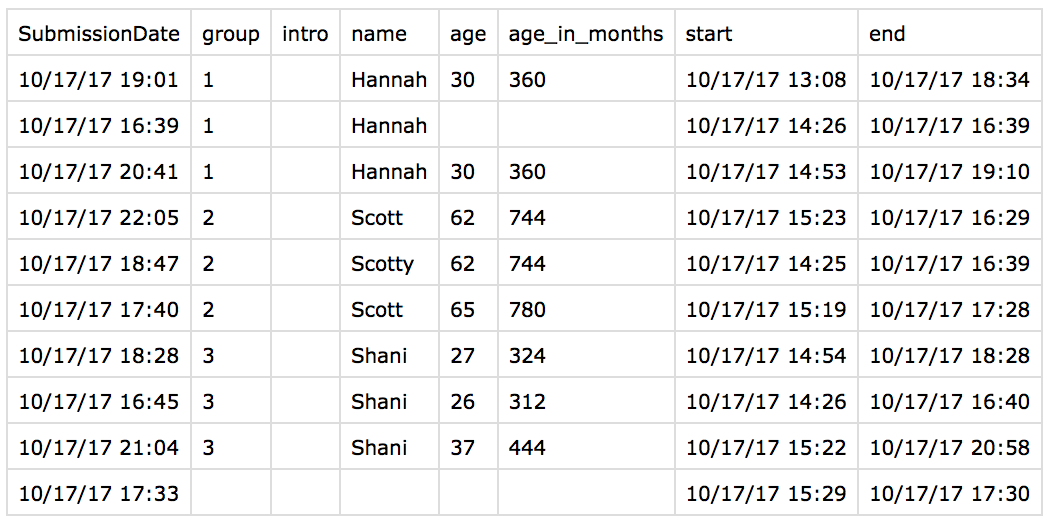 SubmissionDate group intro name age age_in_months start end
10/17/17 19:01 1 Hannah 30 360 10/17/17 13:08 10/17/17 18:34
10/17/17 16:39 1 Hannah 10/17/17 14:26 10/17/17 16:39
10/17/17 20:41 1 Hannah 30 360 10/17/17 14:53 10/17/17 19:10
10/17/17 22:05 2 Scott 62 744 10/17/17 15:23 10/17/17 16:29
10/17/17 18:47 2 Scotty 62 744 10/17/17 14:25 10/17/17 16:39
10/17/17 17:40 2 Scott 65 780 10/17/17 15:19 10/17/17 17:28
10/17/17 18:28 3 Shani 27 324 10/17/17 14:54 10/17/17 18:28
10/17/17 16:45 3 Shani 26 312 10/17/17 14:26 10/17/17 16:40
10/17/17 21:04 3 Shani 37 444 10/17/17 15:22 10/17/17 20:58
10/17/17 17:33 10/17/17 15:29 10/17/17 17:30